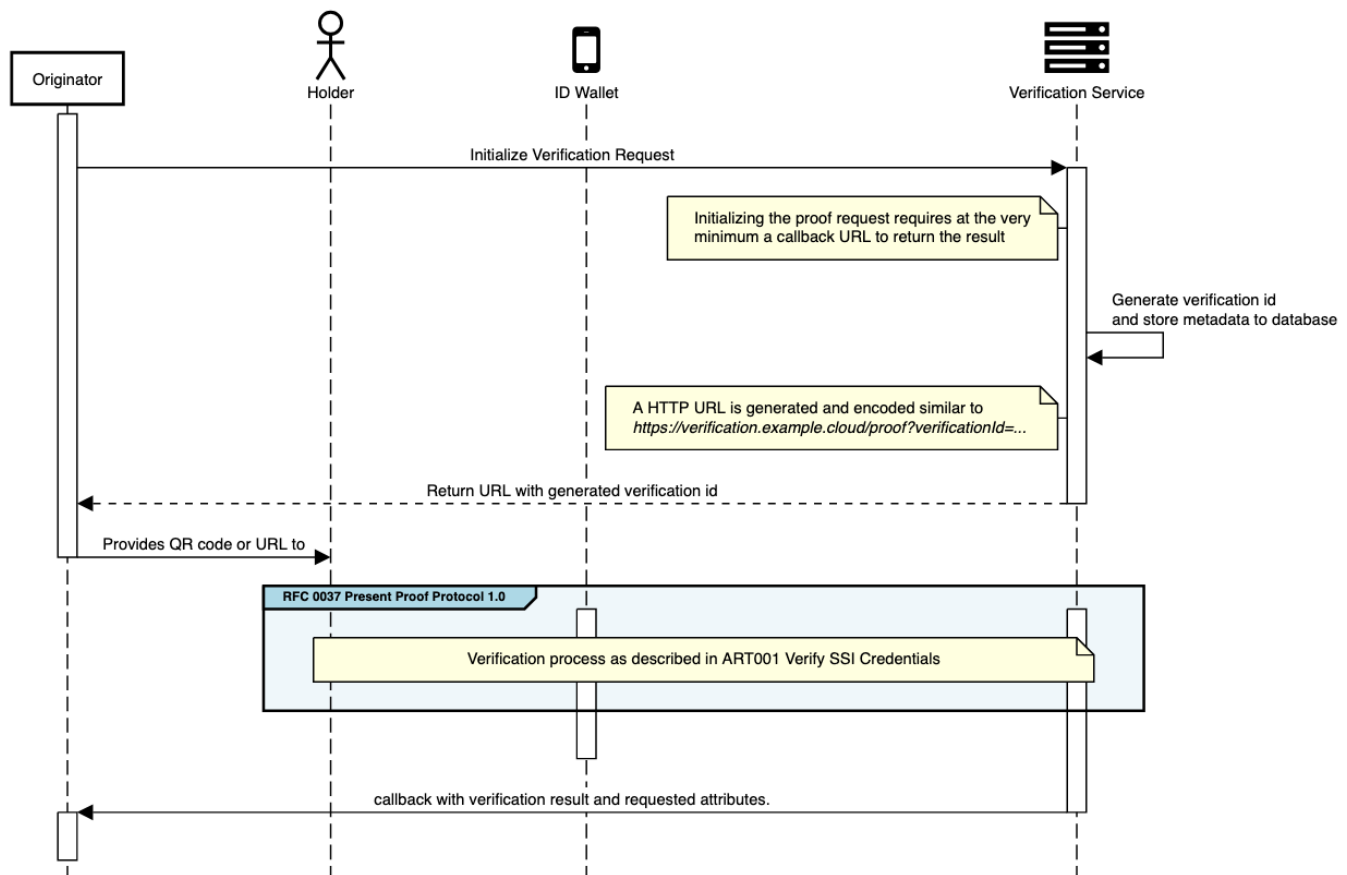 Originator
Holder
ID Wallet
Verification Service
Initialize Verification Request
Initializing the proof request requires at the very
minimum a callback URL to return the result
Generate verification id
and store metadata to database
A HTTP URL is generated and encoded similar to
https://verification.example.cloud/proof?verificationId=...
Return URL with generated verification id
Provides QR code or URL to
RFC 0037 Present Proof Protocol 1.0
Verification process as described in ART001 Verify SSI Credentials
callback with verification result and requested attributes.